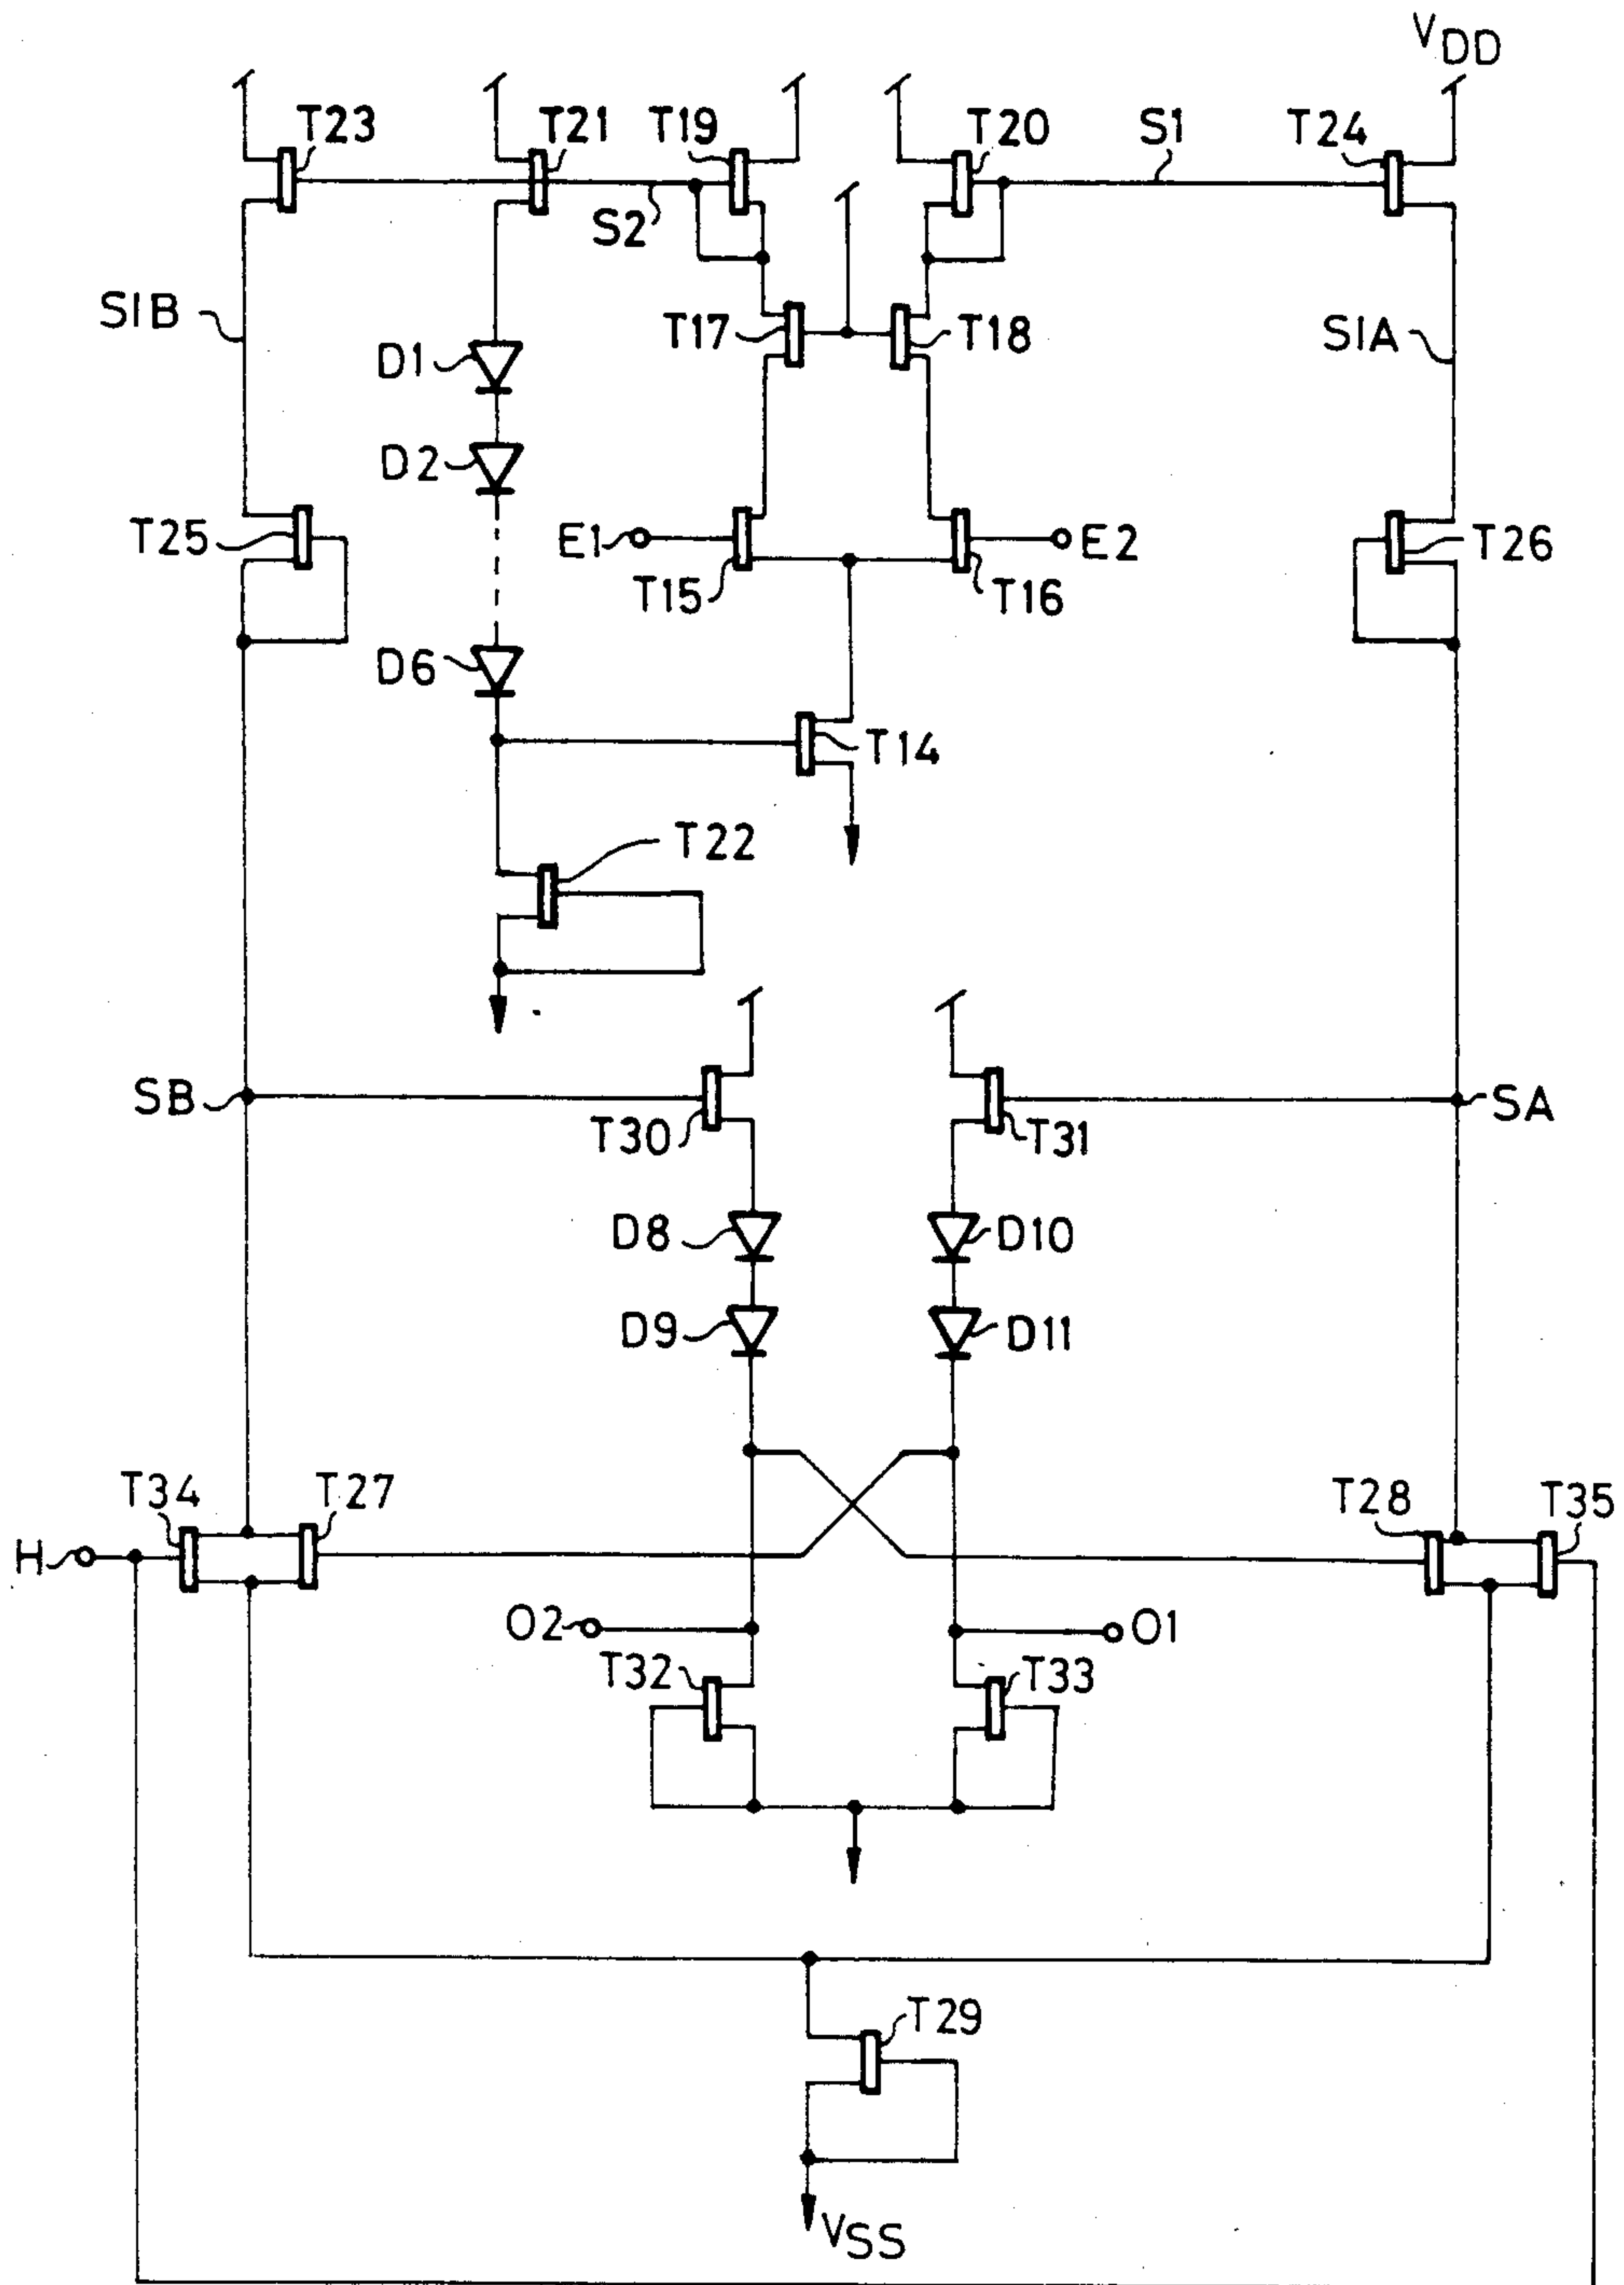 VDD
T23
T21
T19
T20
S1
T24
S2
S1B
T17
T18
S1A
D1
D2
T25
E1
E2
T26
T15
T16
D6
T14
T22
SB
SA
T30
T31
D8
D10
D9
D11
T34
T27
T28
T35
H
O2
O1
T32
T33
T29
VSS